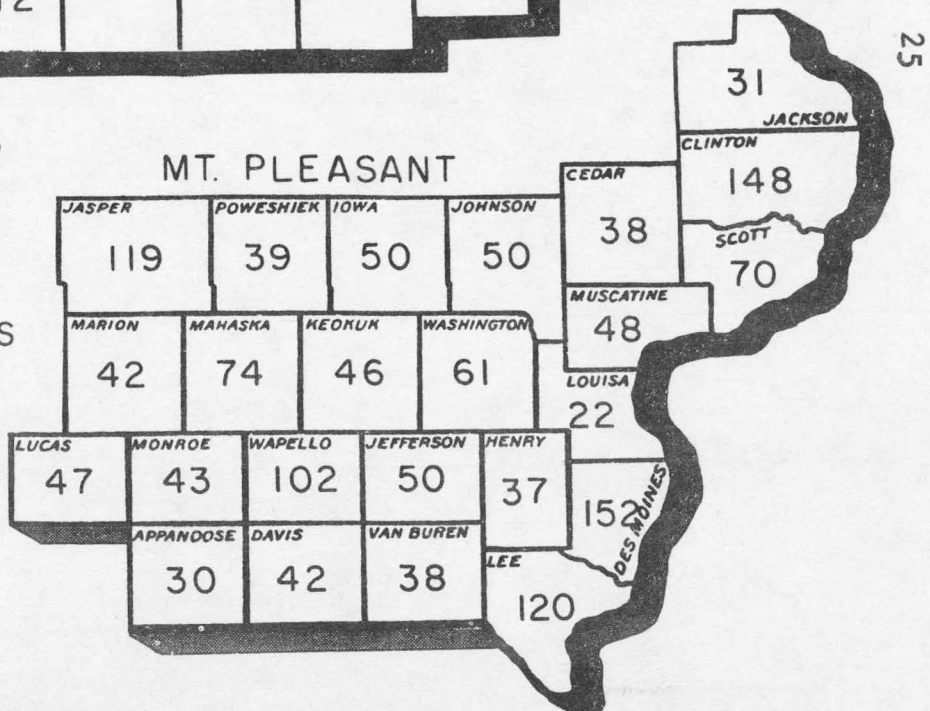 25
MT. PLEASANT
JACKSON
31
CLINTON
148
CEDAR
38
SCOTT
70
JASPER
119
POWESHIEK
39
IOWA
50
JOHNSON
50
MUSCATINE
48
MARION
42
MAHASKA
74
KEOKUK
46
WASHINGTON
61
LOUISA
22
LUCAS
47
MONROE
43
WAPELLO
102
JEFFERSON
50
HENRY
37
DES MOINES
152
APPANOOSE
30
DAVIS
42
VAN BUREN
38
LEE
120
S